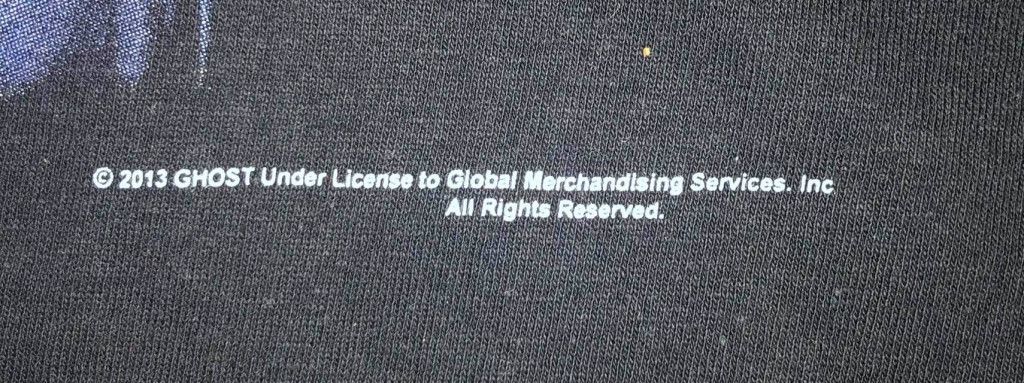 © 2013 GHOST Under License to Global Merchandising Services. Inc
All Rights Reserved.